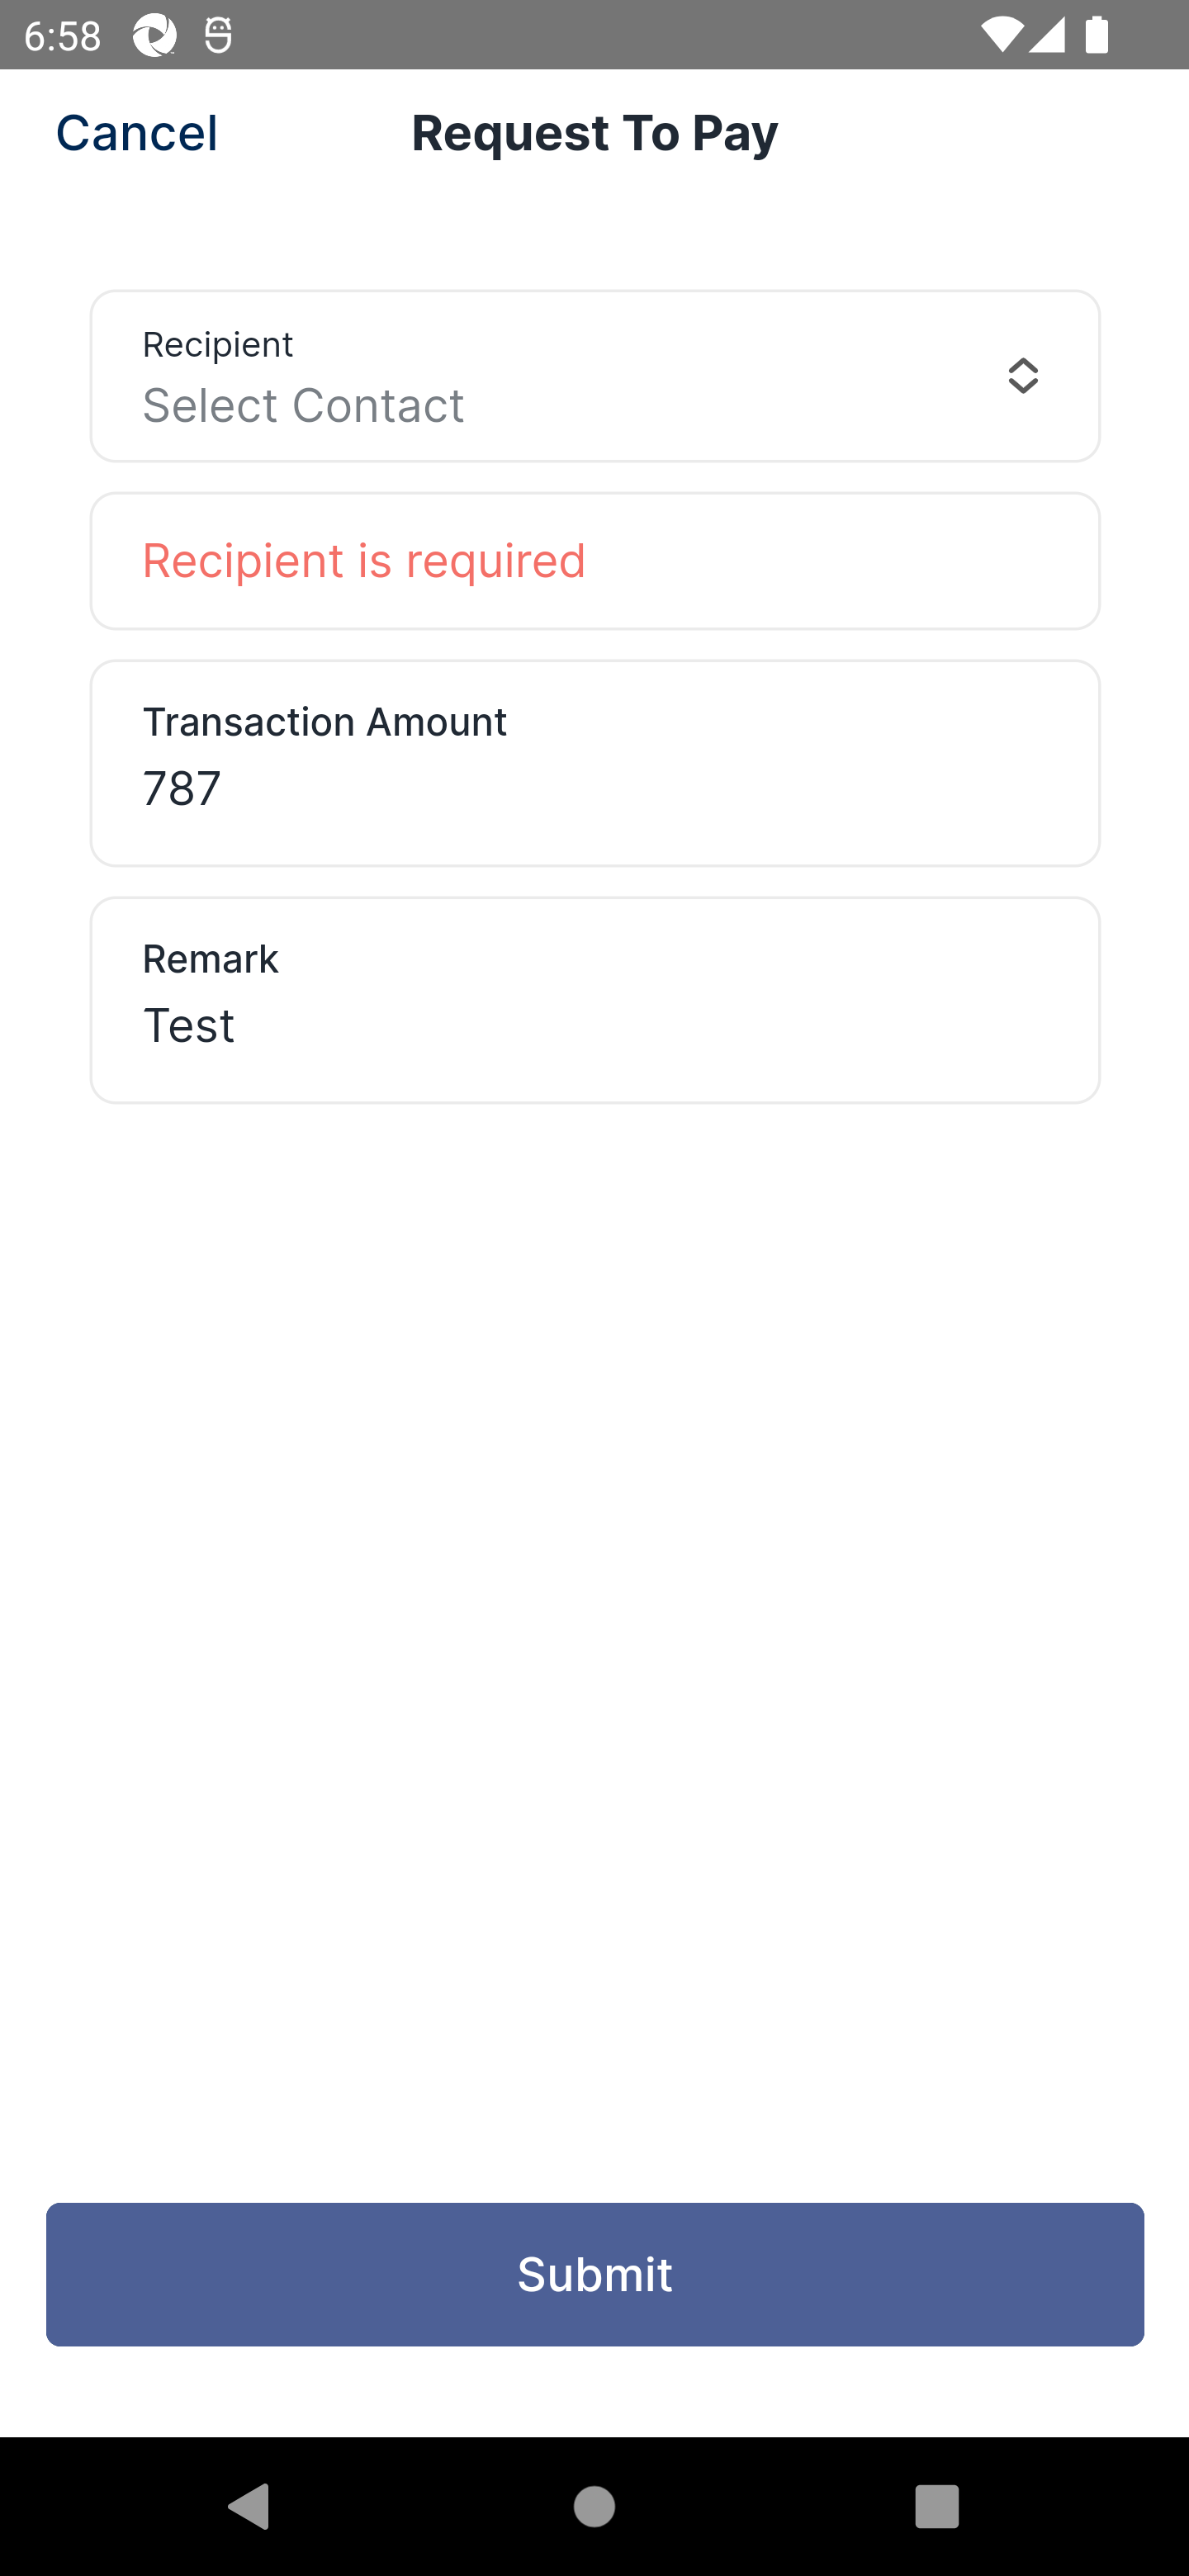 6:58
Cancel
Request To Pay
Recipient
Select Contact
Recipient is required
Transaction Amount
787
Remark
Test
Submit